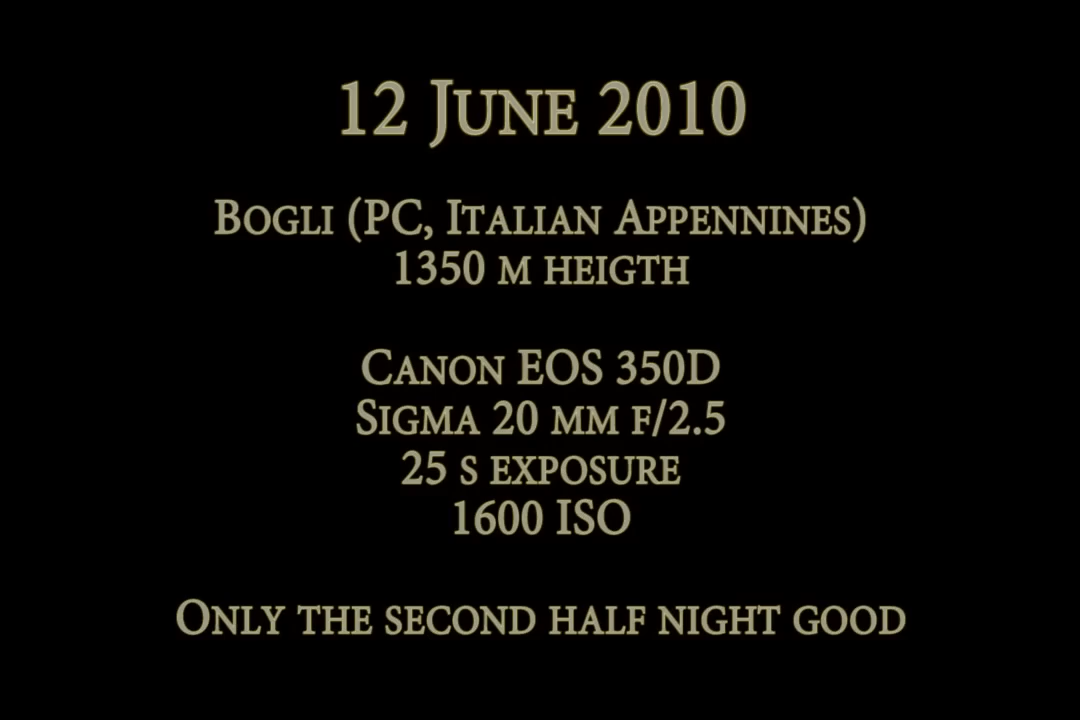 12 June 2010
Bogli (PC, Italian Appennines)
1350 m heigth
Canon EOS 350D
Sigma 20 mm f/2.5
25 s exposure
1600 ISO
Only the second half night good